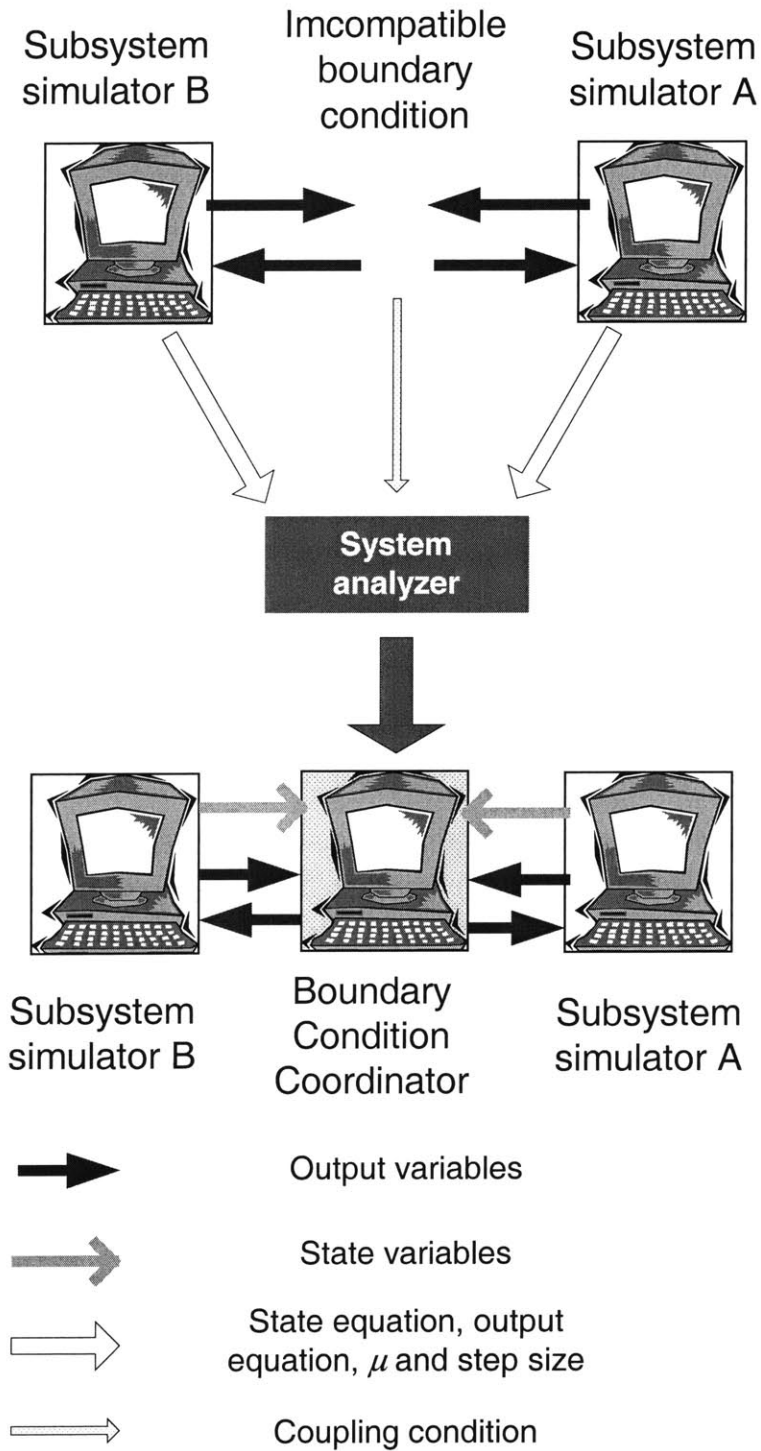 Subsystem
simulator B
Imcompatible
boundary
condition
Subsystem
simulator A
System
analyzer
Subsystem
simulator B
Boundary
Condition
Coordinator
Subsystem
simulator A
Output variables
State variables
State equation, output
equation, μ and step size
Coupling condition